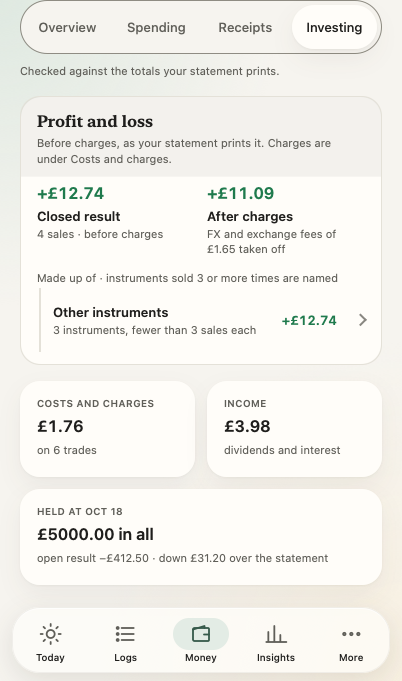 Overview Spending Receipts Investing
Checked against the totals your statement prints.
Profit and loss
Before charges, as your statement prints it. Charges are
under Costs and charges.
+£12.74
Closed result
4 sales · before charges
+£11.09
After charges
FX and exchange fees of
£1.65 taken off
Made up of · instruments sold 3 or more times are named
Other instruments
3 instruments, fewer than 3 sales each
+£12.74
COSTS AND CHARGES
£1.76
on 6 trades
INCOME
£3.98
dividends and interest
HELD AT OCT 18
£5000.00 in all
open result −£412.50 · down £31.20 over the statement
Today Logs Money Insights More